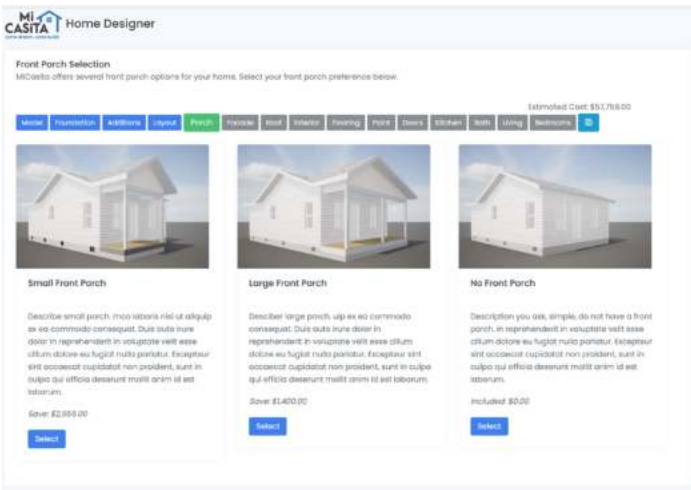 Mi
CASiTA
Home Designer
Front Porch Selection
MiCasita offers several front porch options for your home. Select your front porch preference below.
Estimated Cost: $57,759.00
Model Foundation Additions Layout Porch Facade Roof Interior Flooring Paint Doors Kitchen Bath Living Bedrooms
Small Front Porch
Describe small porch. mco laboris nisi ut aliquip
ex ea commodo consequat. Duis aute irure
dolor in reprehenderit in voluptate velit esse
cillum dolore eu fugiat nulla pariatur. Excepteur
sint occaecat cupidatat non proident, sunt in
culpa qui officia deserunt mollit anim id est
laborum.
Save:
Select
Large Front Porch
Desciber large porch. uip ex ea commodo
consequat. Duis aute irure dolor in
reprehenderit in voluptate velit esse cillum
dolore eu fugiat nulla pariatur. Excepteur sint
occaecat cupidatat non proident, sunt in culpa
qui officia deserunt mollit anim id est laborum.
Save: $1,400.00
Select
No Front Porch
Description you ask, simple, do not have a front
porch. in reprehenderit in voluptate velit esse
cillum dolore eu fugiat nulla pariatur. Excepteur
sint occaecat cupidatat non proident, sunt in
culpa qui officia deserunt mollit anim id est
laborum.
Included: $0.00
Select